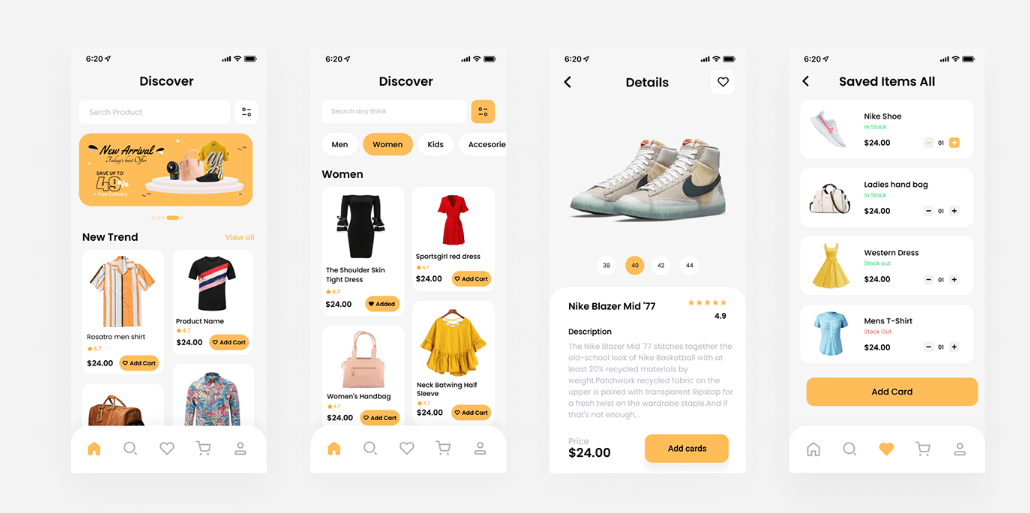 6:20
Discover
Serch Product
New Arrival
Today's best Offer
SAVE UP TO
49%
New Trend
View all
Rosatro men shirt
4.7
$24.00
Add Cart
Product Name
4.7
$24.00
Add Cart
6:20
Discover
Seach any think
Men
Women
Kids
Accesorie
Women
The Shoulder Skin
Tight Dress
4.7
$24.00
Added
Sportsgirl red dress
4.7
$24.00
Add Cart
Women's Handbag
4.7
$24.00
Add Cart
Neck Batwing Half
Sleeve
4.7
$24.00
Add Cart
6:20
Details
38
40
42
44
Nike Blazer Mid '77
4.9
Description
The Nike Blazer Mid '77 stitches together the
old-school look of Nike Basketball with at
least 20% recycled materials by
weight.Patchwork recycled fabric on the
upper is paired with transparent Ripstop for
a fresh twist on the wardrobe staple.And if
that's not enough, .
Price
$24.00
Add cards
6:20
Saved Items All
Nike Shoe
In Stock
$24.00
01
Ladies hand bag
In Stock
$24.00
01
Western Dress
Stock out
$24.00
01
Mens T-Shirt
Stock Out
$24.00
01
Add Card